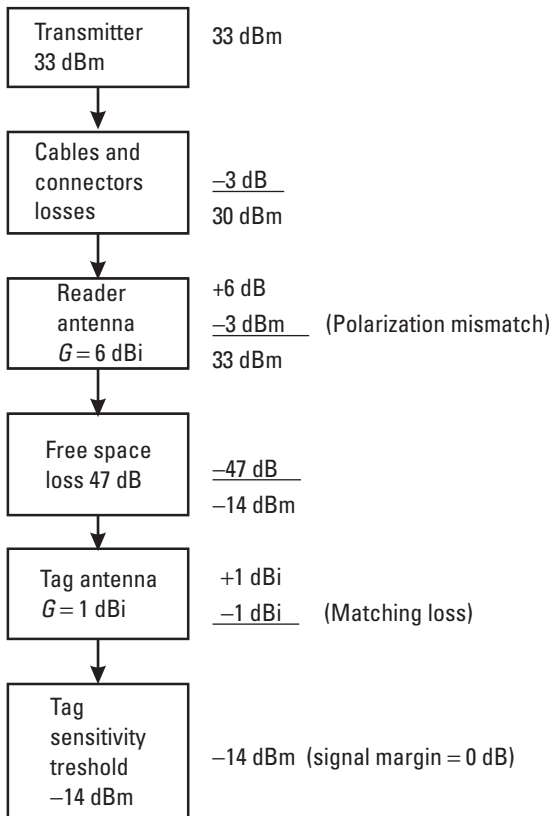 Transmitter
33 dBm
33 dBm
Cables and
connectors
losses
–3 dB
30 dBm
Reader
antenna
G = 6 dBi
+6 dB
–3 dBm (Polarization mismatch)
33 dBm
Free space
loss 47 dB
–47 dB
–14 dBm
Tag antenna
G = 1 dBi
+1 dBi
–1 dBi (Matching loss)
Tag
sensitivity
treshold
–14 dBm
–14 dBm (signal margin = 0 dB)